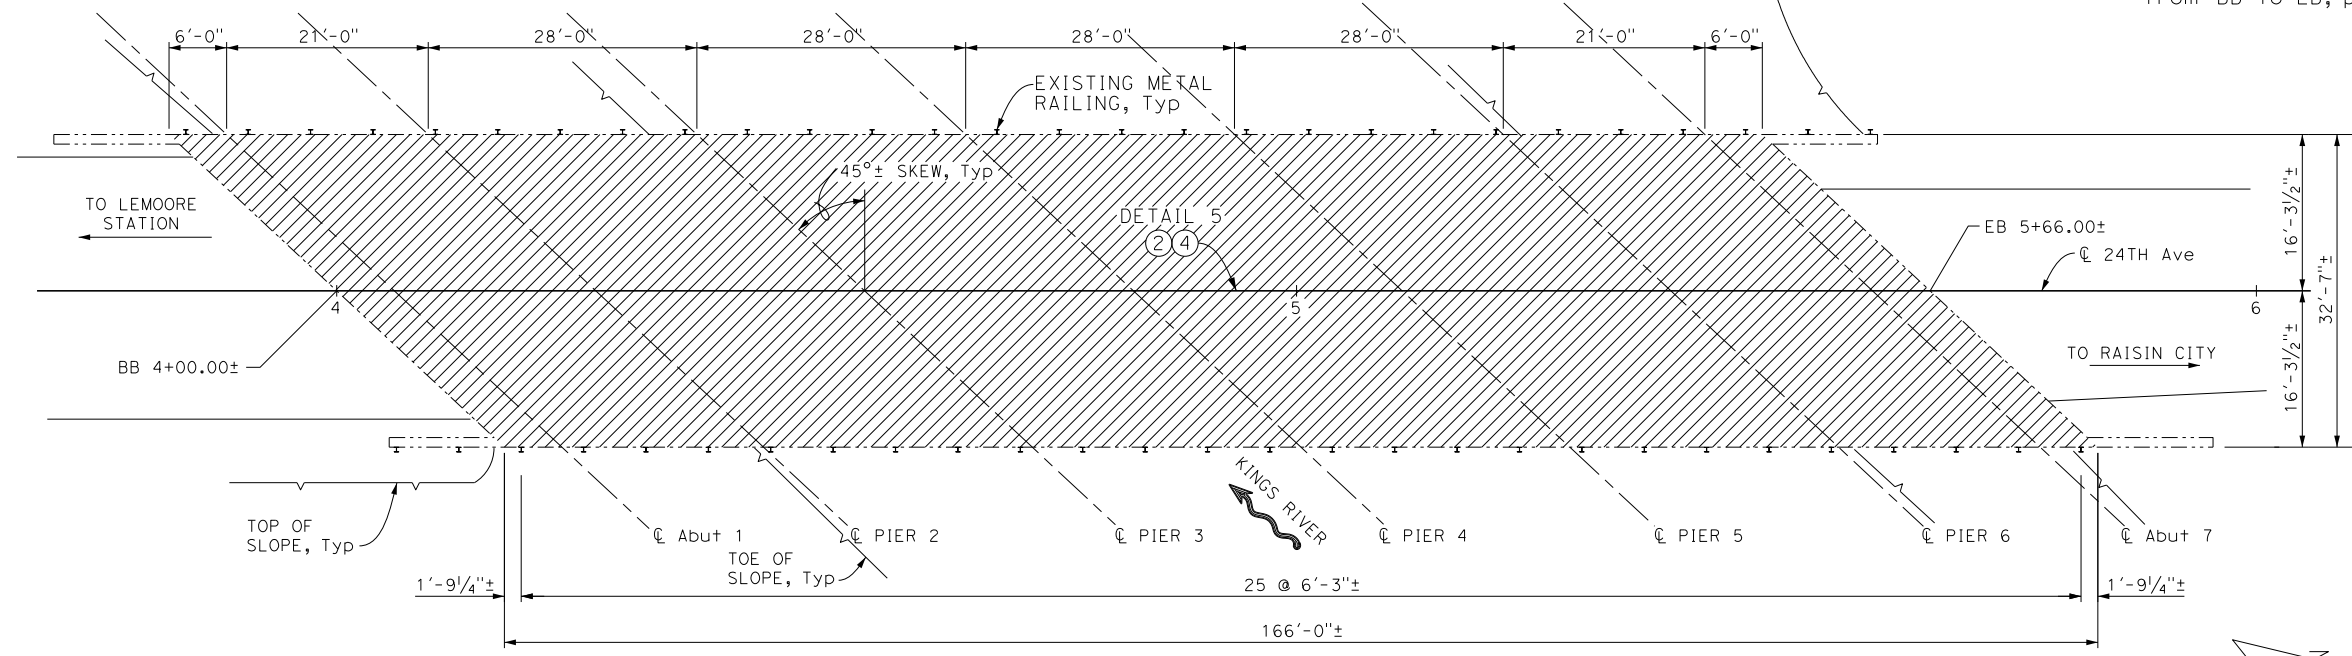 6'-0" 21'-0" 28'-0" 28'-0" 28'-0" 28'-0" 21'-0" 6'-0"
EXISTING METAL
RAILING, Typ
45°± SKEW, Typ
TO LEMOORE
STATION
DETAIL 5
2 4
EB 5+66.00±
℄ 24TH Ave
16'-3½"±
32'-7"±
16'-3½"±
4
5
6
BB 4+00.00±
TO RAISIN CITY
KINGS RIVER
TOP OF
SLOPE, Typ
℄ Abut 1
℄ PIER 2
℄ PIER 3
℄ PIER 4
℄ PIER 5
℄ PIER 6
℄ Abut 7
TOE OF
SLOPE, Typ
1'-9¼"±
25 @ 6'-3"±
1'-9¼"±
166'-0"±